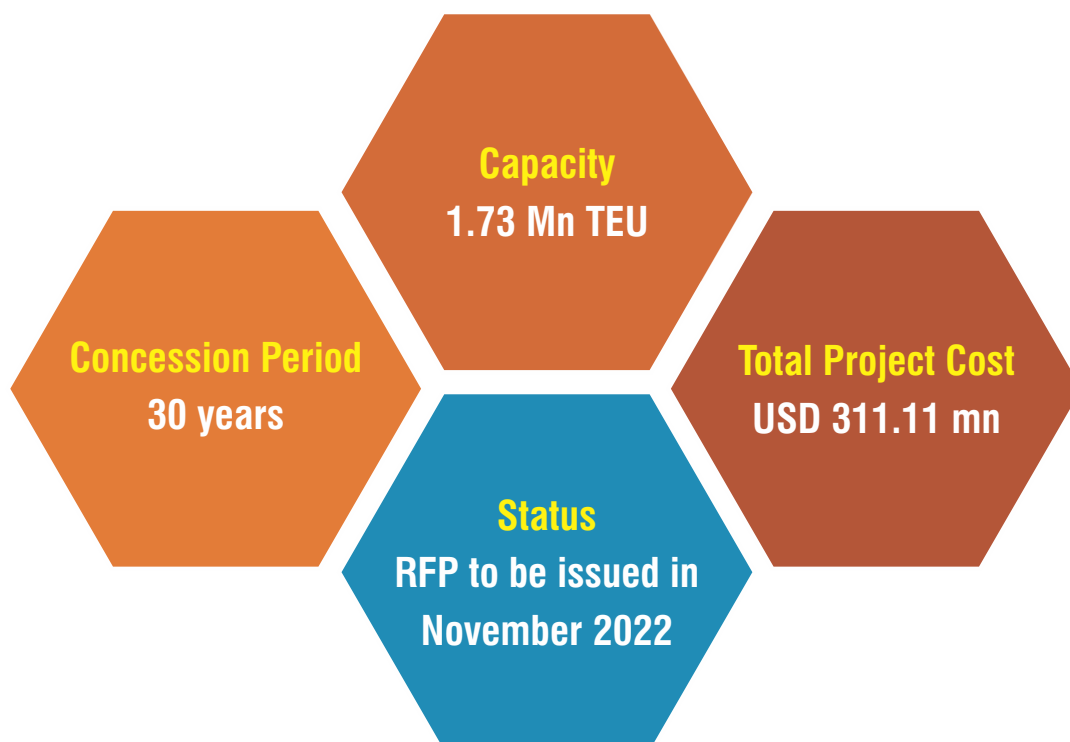 Capacity
1.73 Mn TEU
Concession Period
30 years
Total Project Cost
USD 311.11 mn
Status
RFP to be issued in
November 2022